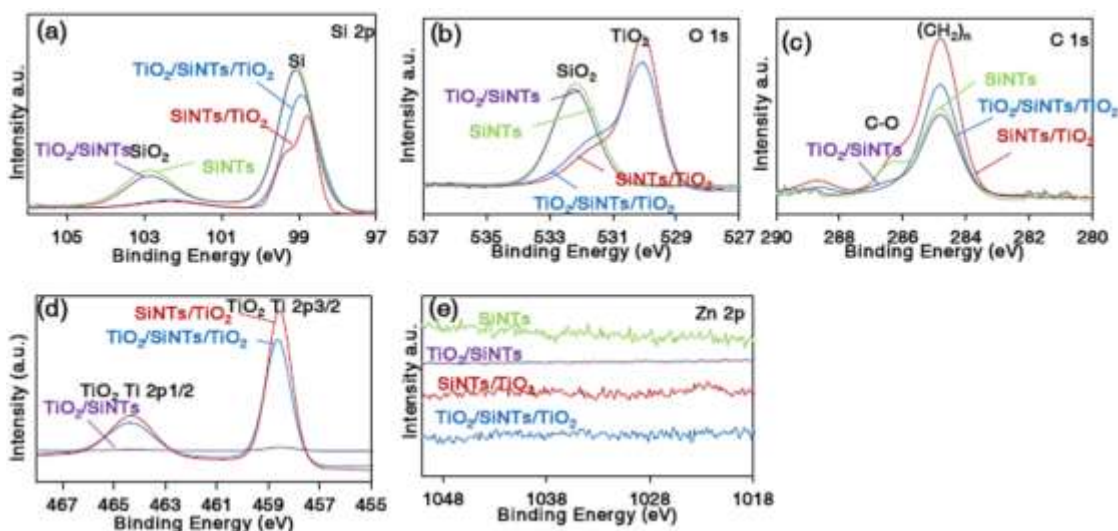 (a)
Si 2p
Si
TiO2/SiNTs/TiO2
SiNTs/TiO2
TiO2/SiNTs
SiO2
SiNTs
Intensity a.u.
105 103 101 99 97
Binding Energy (eV)
(b)
TiO2
O 1s
SiO2
TiO2/SiNTs
SiNTs
SiNTs/TiO2
TiO2/SiNTs/TiO2
Intensity a.u.
537 535 533 531 529 527
Binding Energy (eV)
(c)
(CH2)n
C 1s
SiNTs
TiO2/SiNTs/TiO2
C-O
TiO2/SiNTs
SiNTs/TiO2
Intensity a.u.
290 288 286 284 282 280
Binding Energy (eV)
(d)
TiO2 Ti 2p3/2
SiNTs/TiO2
TiO2/SiNTs/TiO2
TiO2 Ti 2p1/2
TiO2/SiNTs
Intensity (a.u.)
467 465 463 461 459 457 455
Binding Energy (eV)
(e)
SiNTs
Zn 2p
TiO2/SiNTs
SiNTs/TiO2
TiO2/SiNTs/TiO2
Intensity a.u.
1048 1038 1028 1018
Binding Energy (eV)